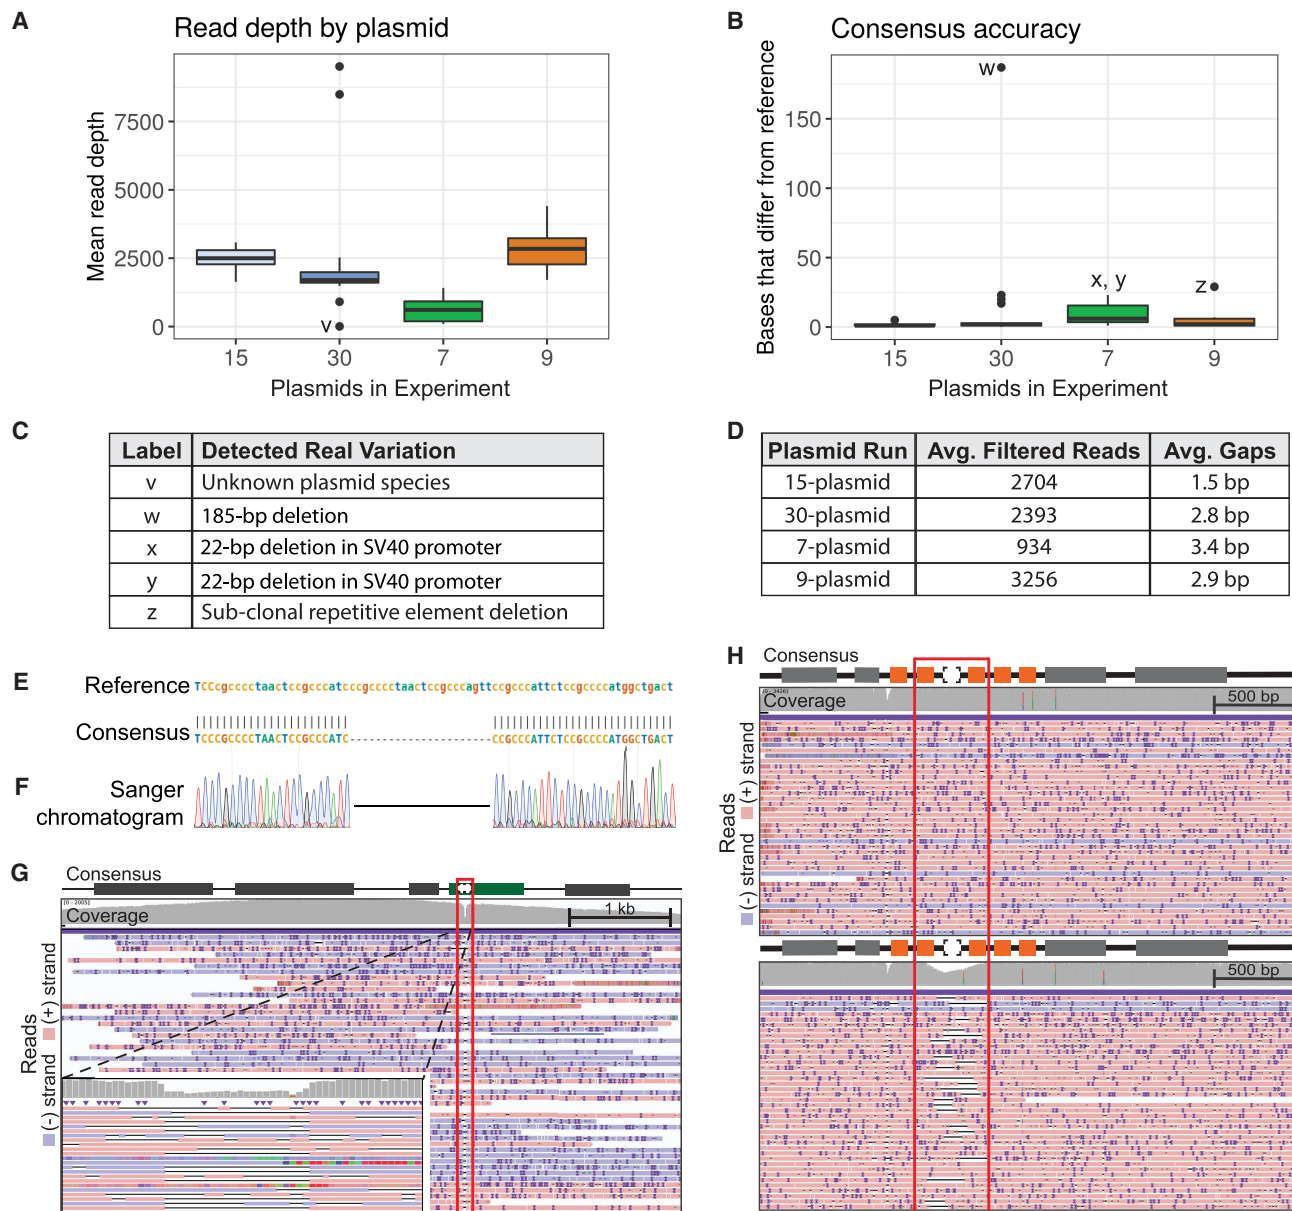 A
Read depth by plasmid
Mean read depth
7500
5000
2500
0
v
15 30 7 9
Plasmids in Experiment
B
Consensus accuracy
Bases that differ from reference
150
100
50
0
w
x, y
z
15 30 7 9
Plasmids in Experiment
C
Label Detected Real Variation
v Unknown plasmid species
w 185-bp deletion
x 22-bp deletion in SV40 promoter
y 22-bp deletion in SV40 promoter
z Sub-clonal repetitive element deletion
D
Plasmid Run Avg. Filtered Reads Avg. Gaps
15-plasmid 2704 1.5 bp
30-plasmid 2393 2.8 bp
7-plasmid 934 3.4 bp
9-plasmid 3256 2.9 bp
E
Reference TCCCgcccctaactccgcccatcccgcccctaactccgcccagttccgcccattctccgccccatggctgact
Consensus TCCCGCCCCTAACTCCGCCCATC--------------------CCGCCCATTCTCCGCCCCATGGCTGACT
F
Sanger
chromatogram
G
Consensus
[0 - 2005]
Coverage
1 kb
Reads
(-) strand (+) strand
H
Consensus
[0 - 3426]
Coverage
500 bp
Reads
(-) strand (+) strand
500 bp